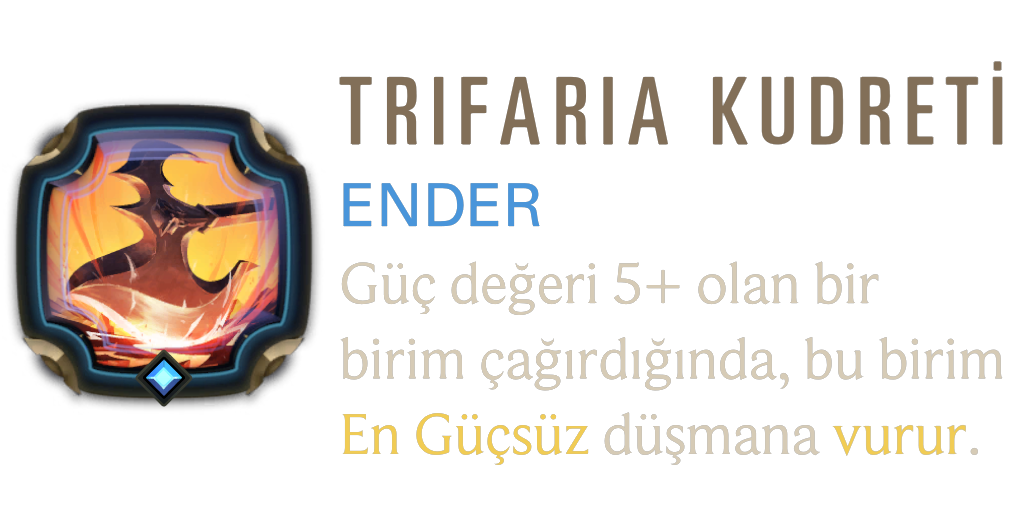 TRIFARIA KUDRETİ
ENDER
Güç değeri 5+ olan bir
birim çağırdığında, bu birim
En Güçsüz düşmana vurur.